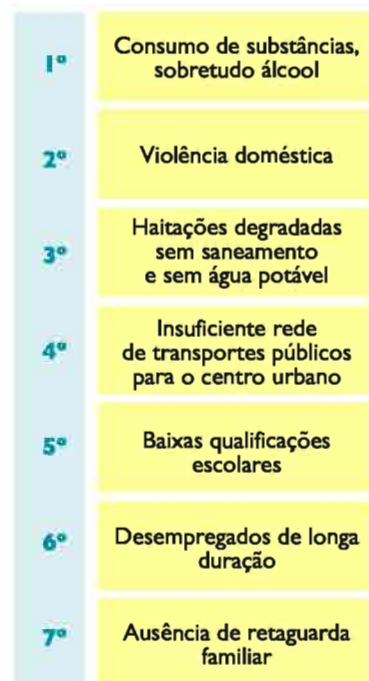 1º
Consumo de substâncias,
sobretudo álcool
2º
Violência doméstica
3º
Haitações degradadas
sem saneamento
e sem água potável
4º
Insuficiente rede
de transportes públicos
para o centro urbano
5º
Baixas qualificações
escolares
6º
Desempregados de longa
duração
7º
Ausência de retaguarda
familiar